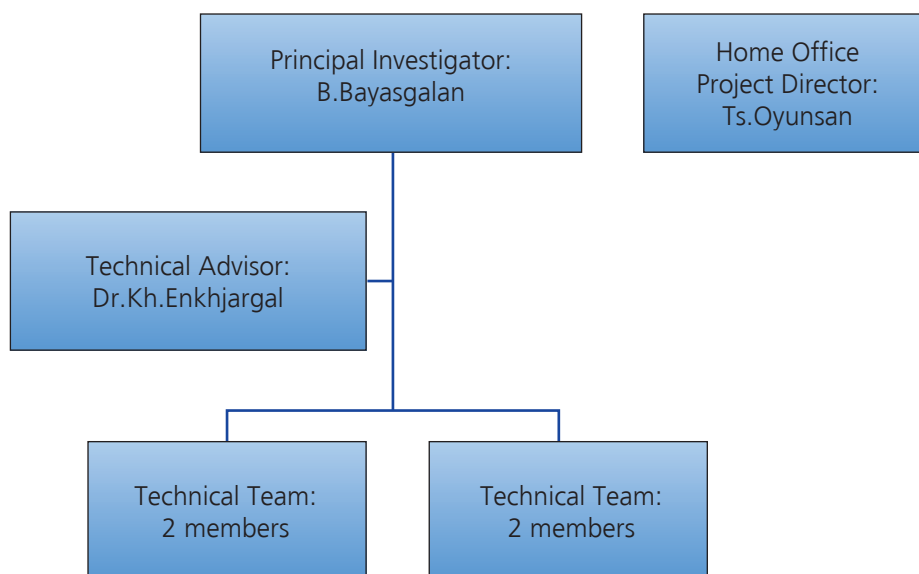 Principal Investigator:
B.Bayasgalan
Home Office
Project Director:
Ts.Oyunsan
Technical Advisor:
Dr.Kh.Enkhjargal
Technical Team:
2 members
Technical Team:
2 members